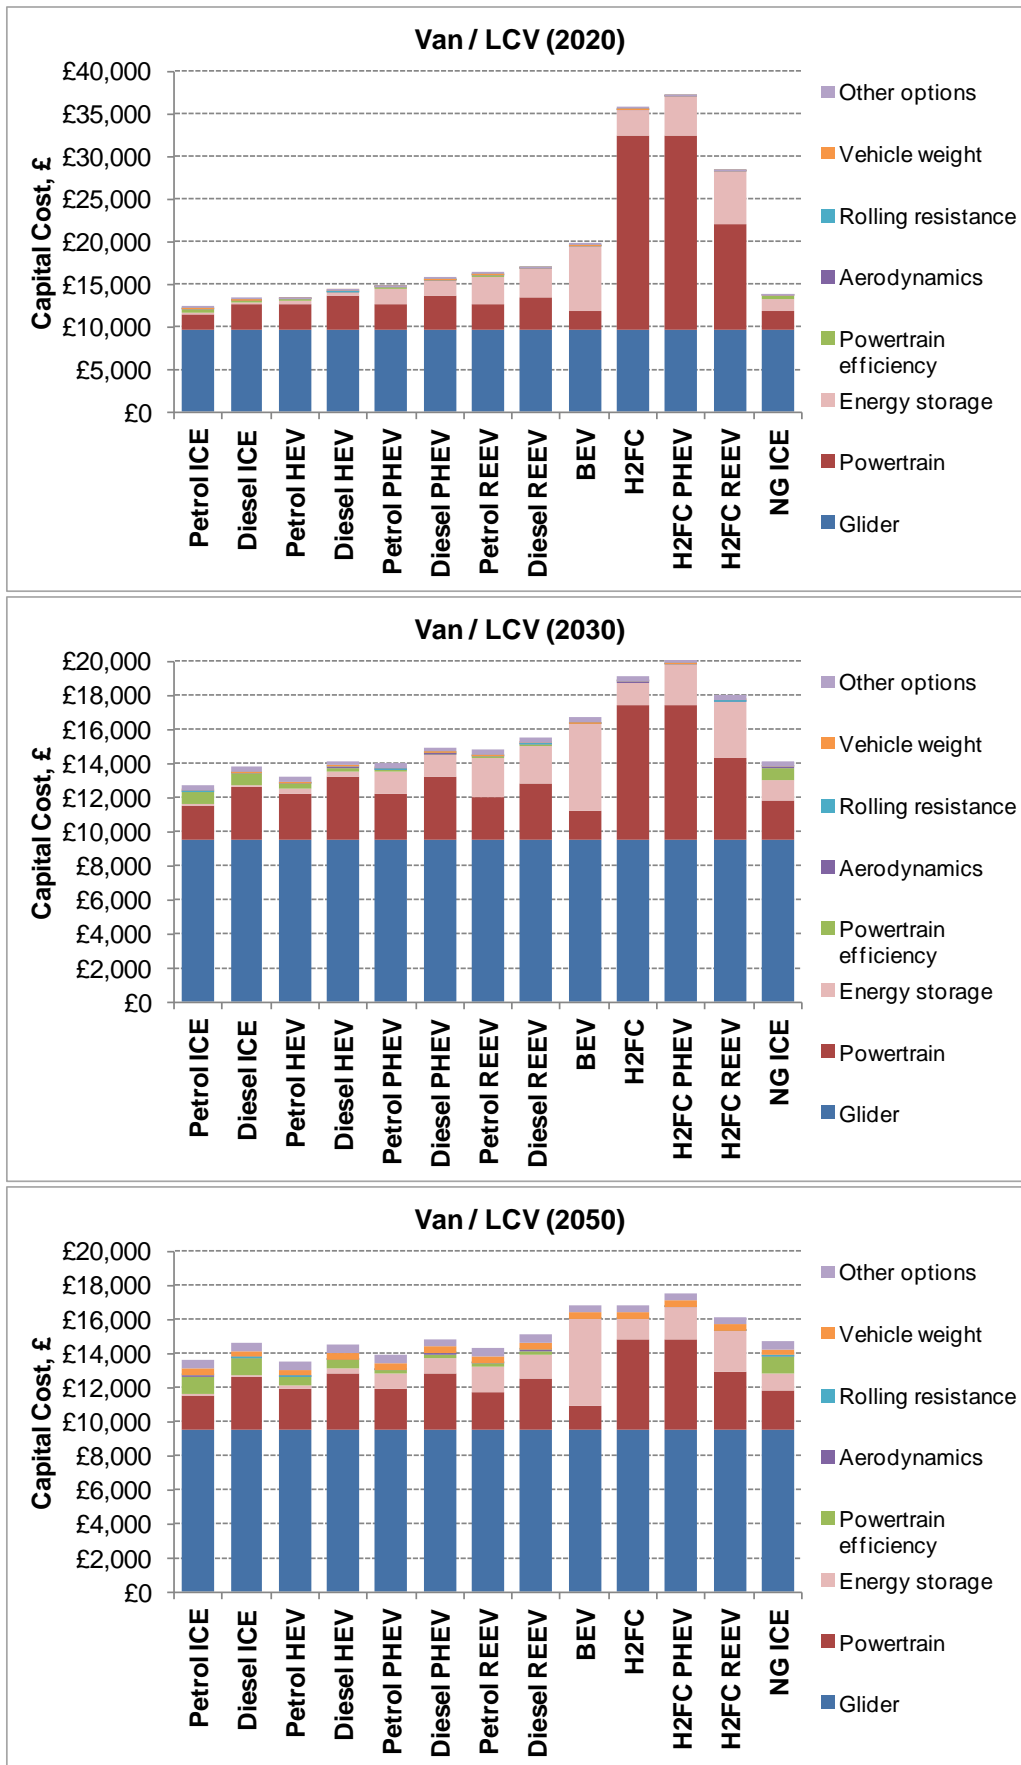 Van / LCV (2020)
Capital Cost, £
£40,000
£35,000
£30,000
£25,000
£20,000
£15,000
£10,000
£5,000
£0
Petrol ICE
Diesel ICE
Petrol HEV
Diesel HEV
Petrol PHEV
Diesel PHEV
Petrol REEV
Diesel REEV
BEV
H2FC
H2FC PHEV
H2FC REEV
NG ICE
Other options
Vehicle weight
Rolling resistance
Aerodynamics
Powertrain
efficiency
Energy storage
Powertrain
Glider
Van / LCV (2030)
Capital Cost, £
£20,000
£18,000
£16,000
£14,000
£12,000
£10,000
£8,000
£6,000
£4,000
£2,000
£0
Petrol ICE
Diesel ICE
Petrol HEV
Diesel HEV
Petrol PHEV
Diesel PHEV
Petrol REEV
Diesel REEV
BEV
H2FC
H2FC PHEV
H2FC REEV
NG ICE
Other options
Vehicle weight
Rolling resistance
Aerodynamics
Powertrain
efficiency
Energy storage
Powertrain
Glider
Van / LCV (2050)
Capital Cost, £
£20,000
£18,000
£16,000
£14,000
£12,000
£10,000
£8,000
£6,000
£4,000
£2,000
£0
Petrol ICE
Diesel ICE
Petrol HEV
Diesel HEV
Petrol PHEV
Diesel PHEV
Petrol REEV
Diesel REEV
BEV
H2FC
H2FC PHEV
H2FC REEV
NG ICE
Other options
Vehicle weight
Rolling resistance
Aerodynamics
Powertrain
efficiency
Energy storage
Powertrain
Glider